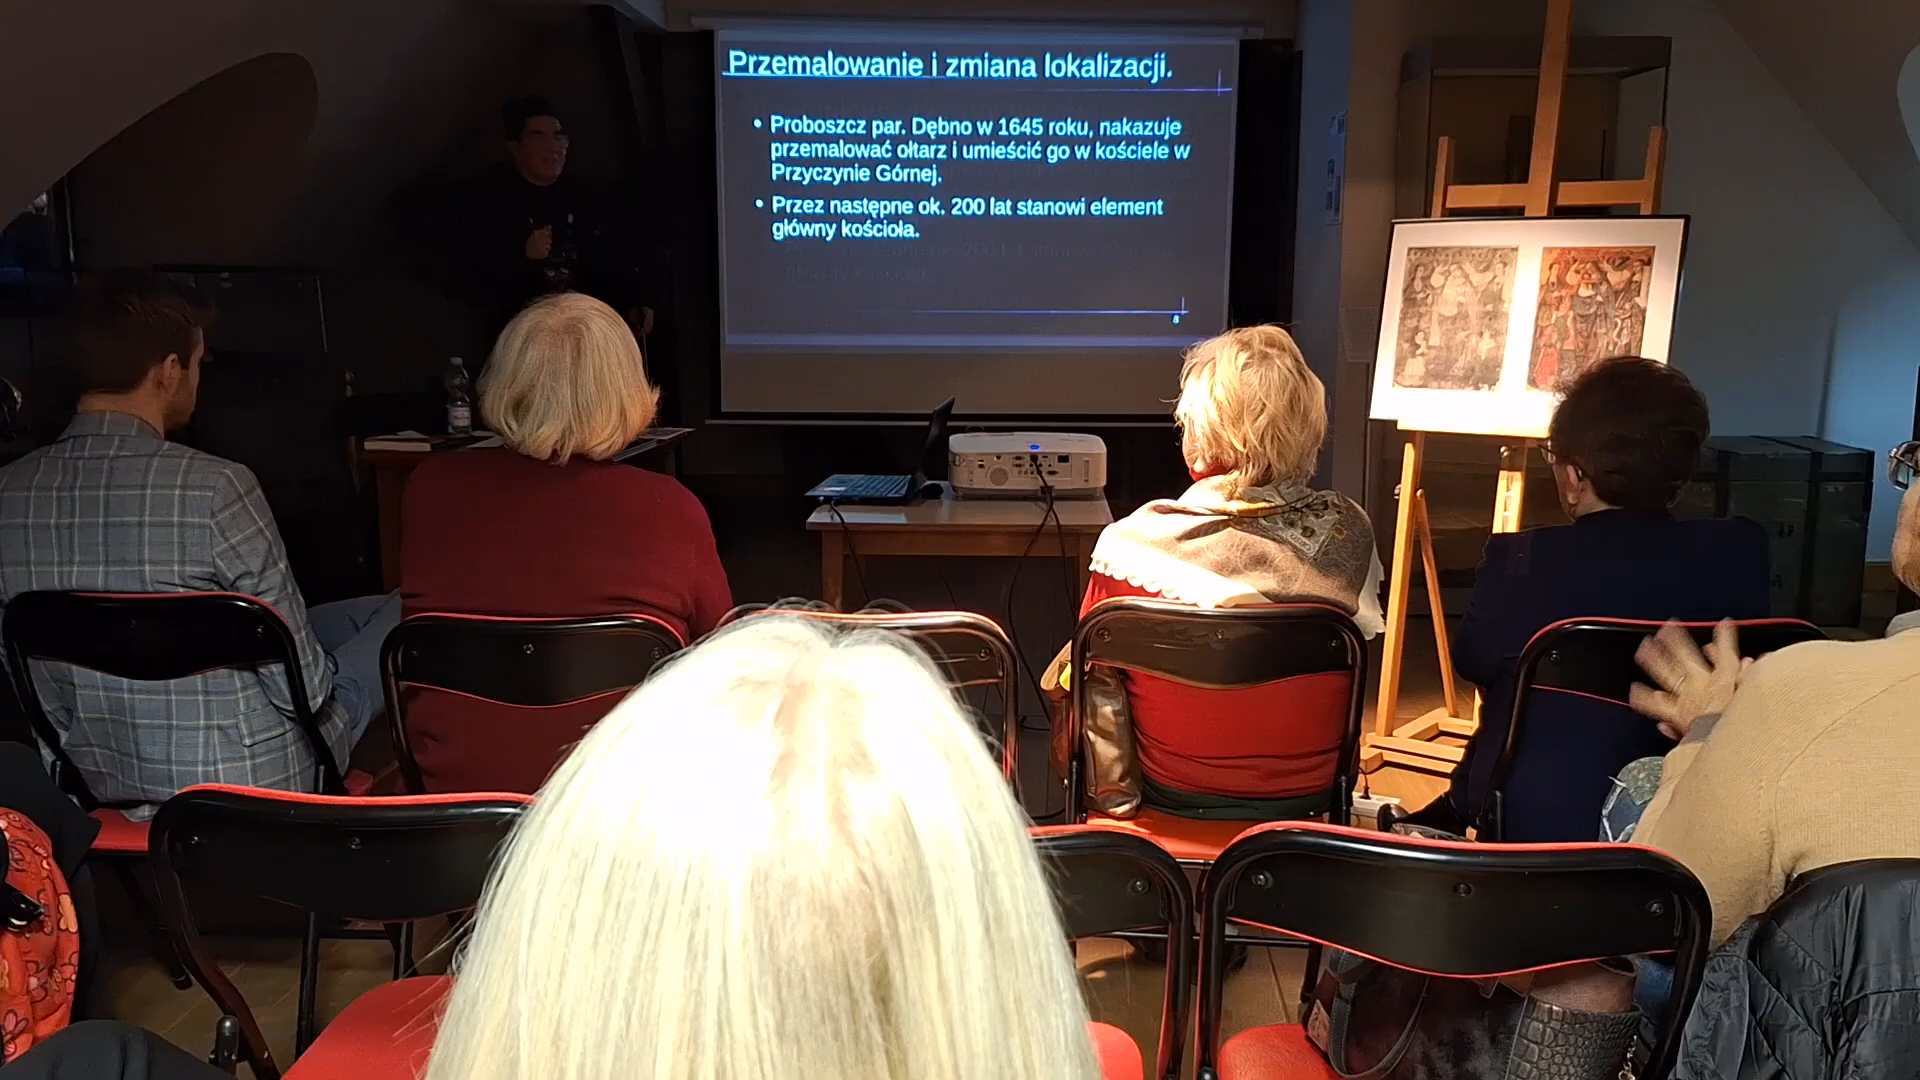 Przemalowanie i zmiana lokalizacji.
• Proboszcz par. Dębno w 1645 roku, nakazuje
przemalować ołtarz i umieścić go w kościele w
Przyczynie Górnej.
• Przez następne ok. 200 lat stanowi element
główny kościoła.
8